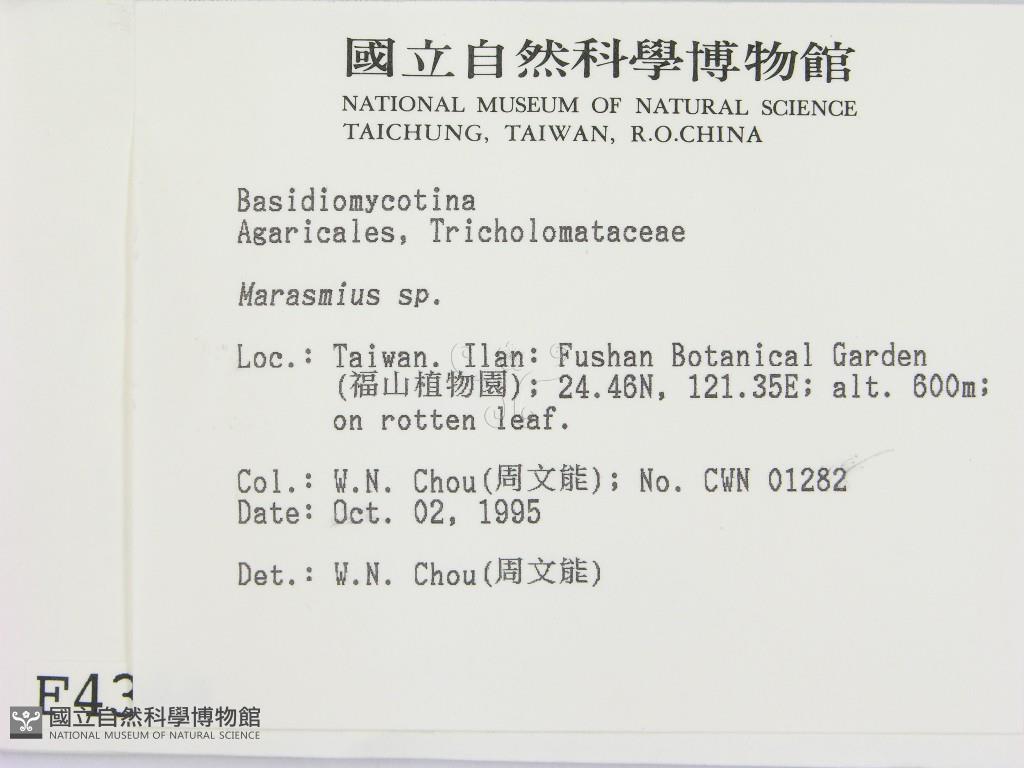 國立自然科學博物館
NATIONAL MUSEUM OF NATURAL SCIENCE
TAICHUNG, TAIWAN, R.O.CHINA
Basidiomycotina
Agaricales, Tricholomataceae
Marasmius sp.
Loc.: Taiwan. Ilan: Fushan Botanical Garden
(福山植物園); 24.46N, 121.35E; alt. 600m;
on rotten leaf.
Col.: W.N. Chou(周文能); No. CWN 01282
Date: Oct. 02, 1995
Det.: W.N. Chou(周文能)
F43
國立自然科學博物館
NATIONAL MUSEUM OF NATURAL SCIENCE